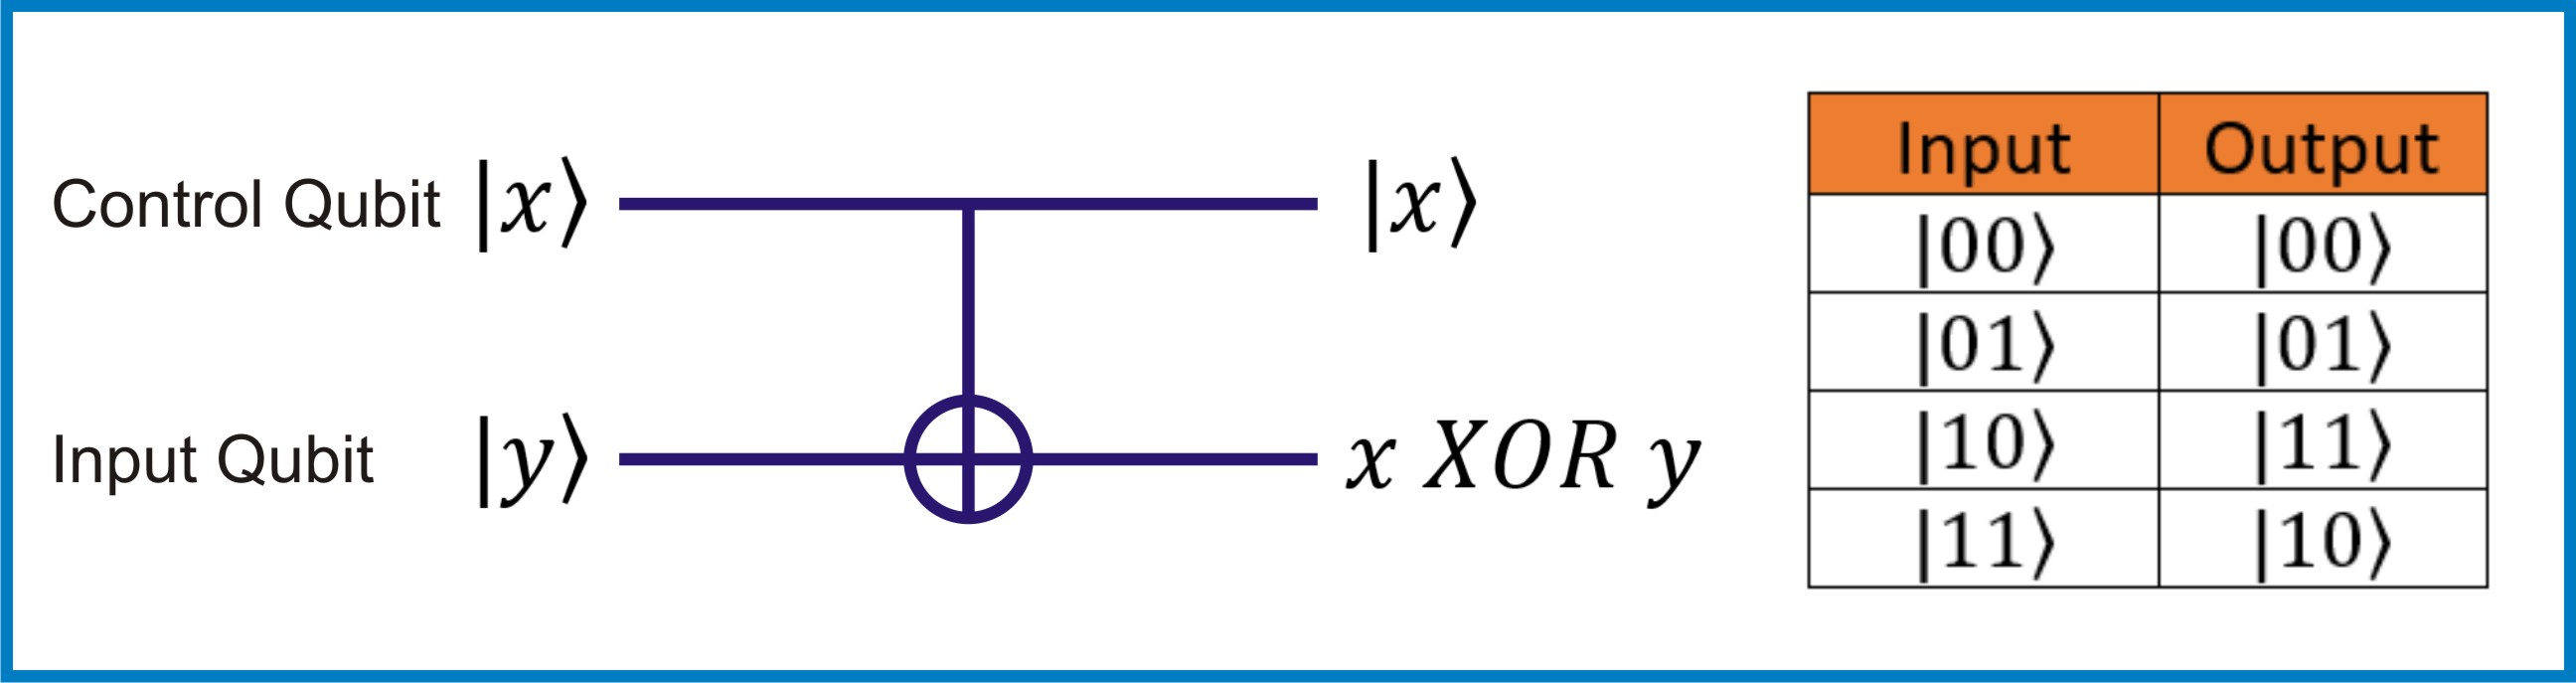 Control Qubit |x⟩ |x⟩
Input Qubit |y⟩ x XOR y
Input Output
|00⟩ |00⟩
|01⟩ |01⟩
|10⟩ |11⟩
|11⟩ |10⟩